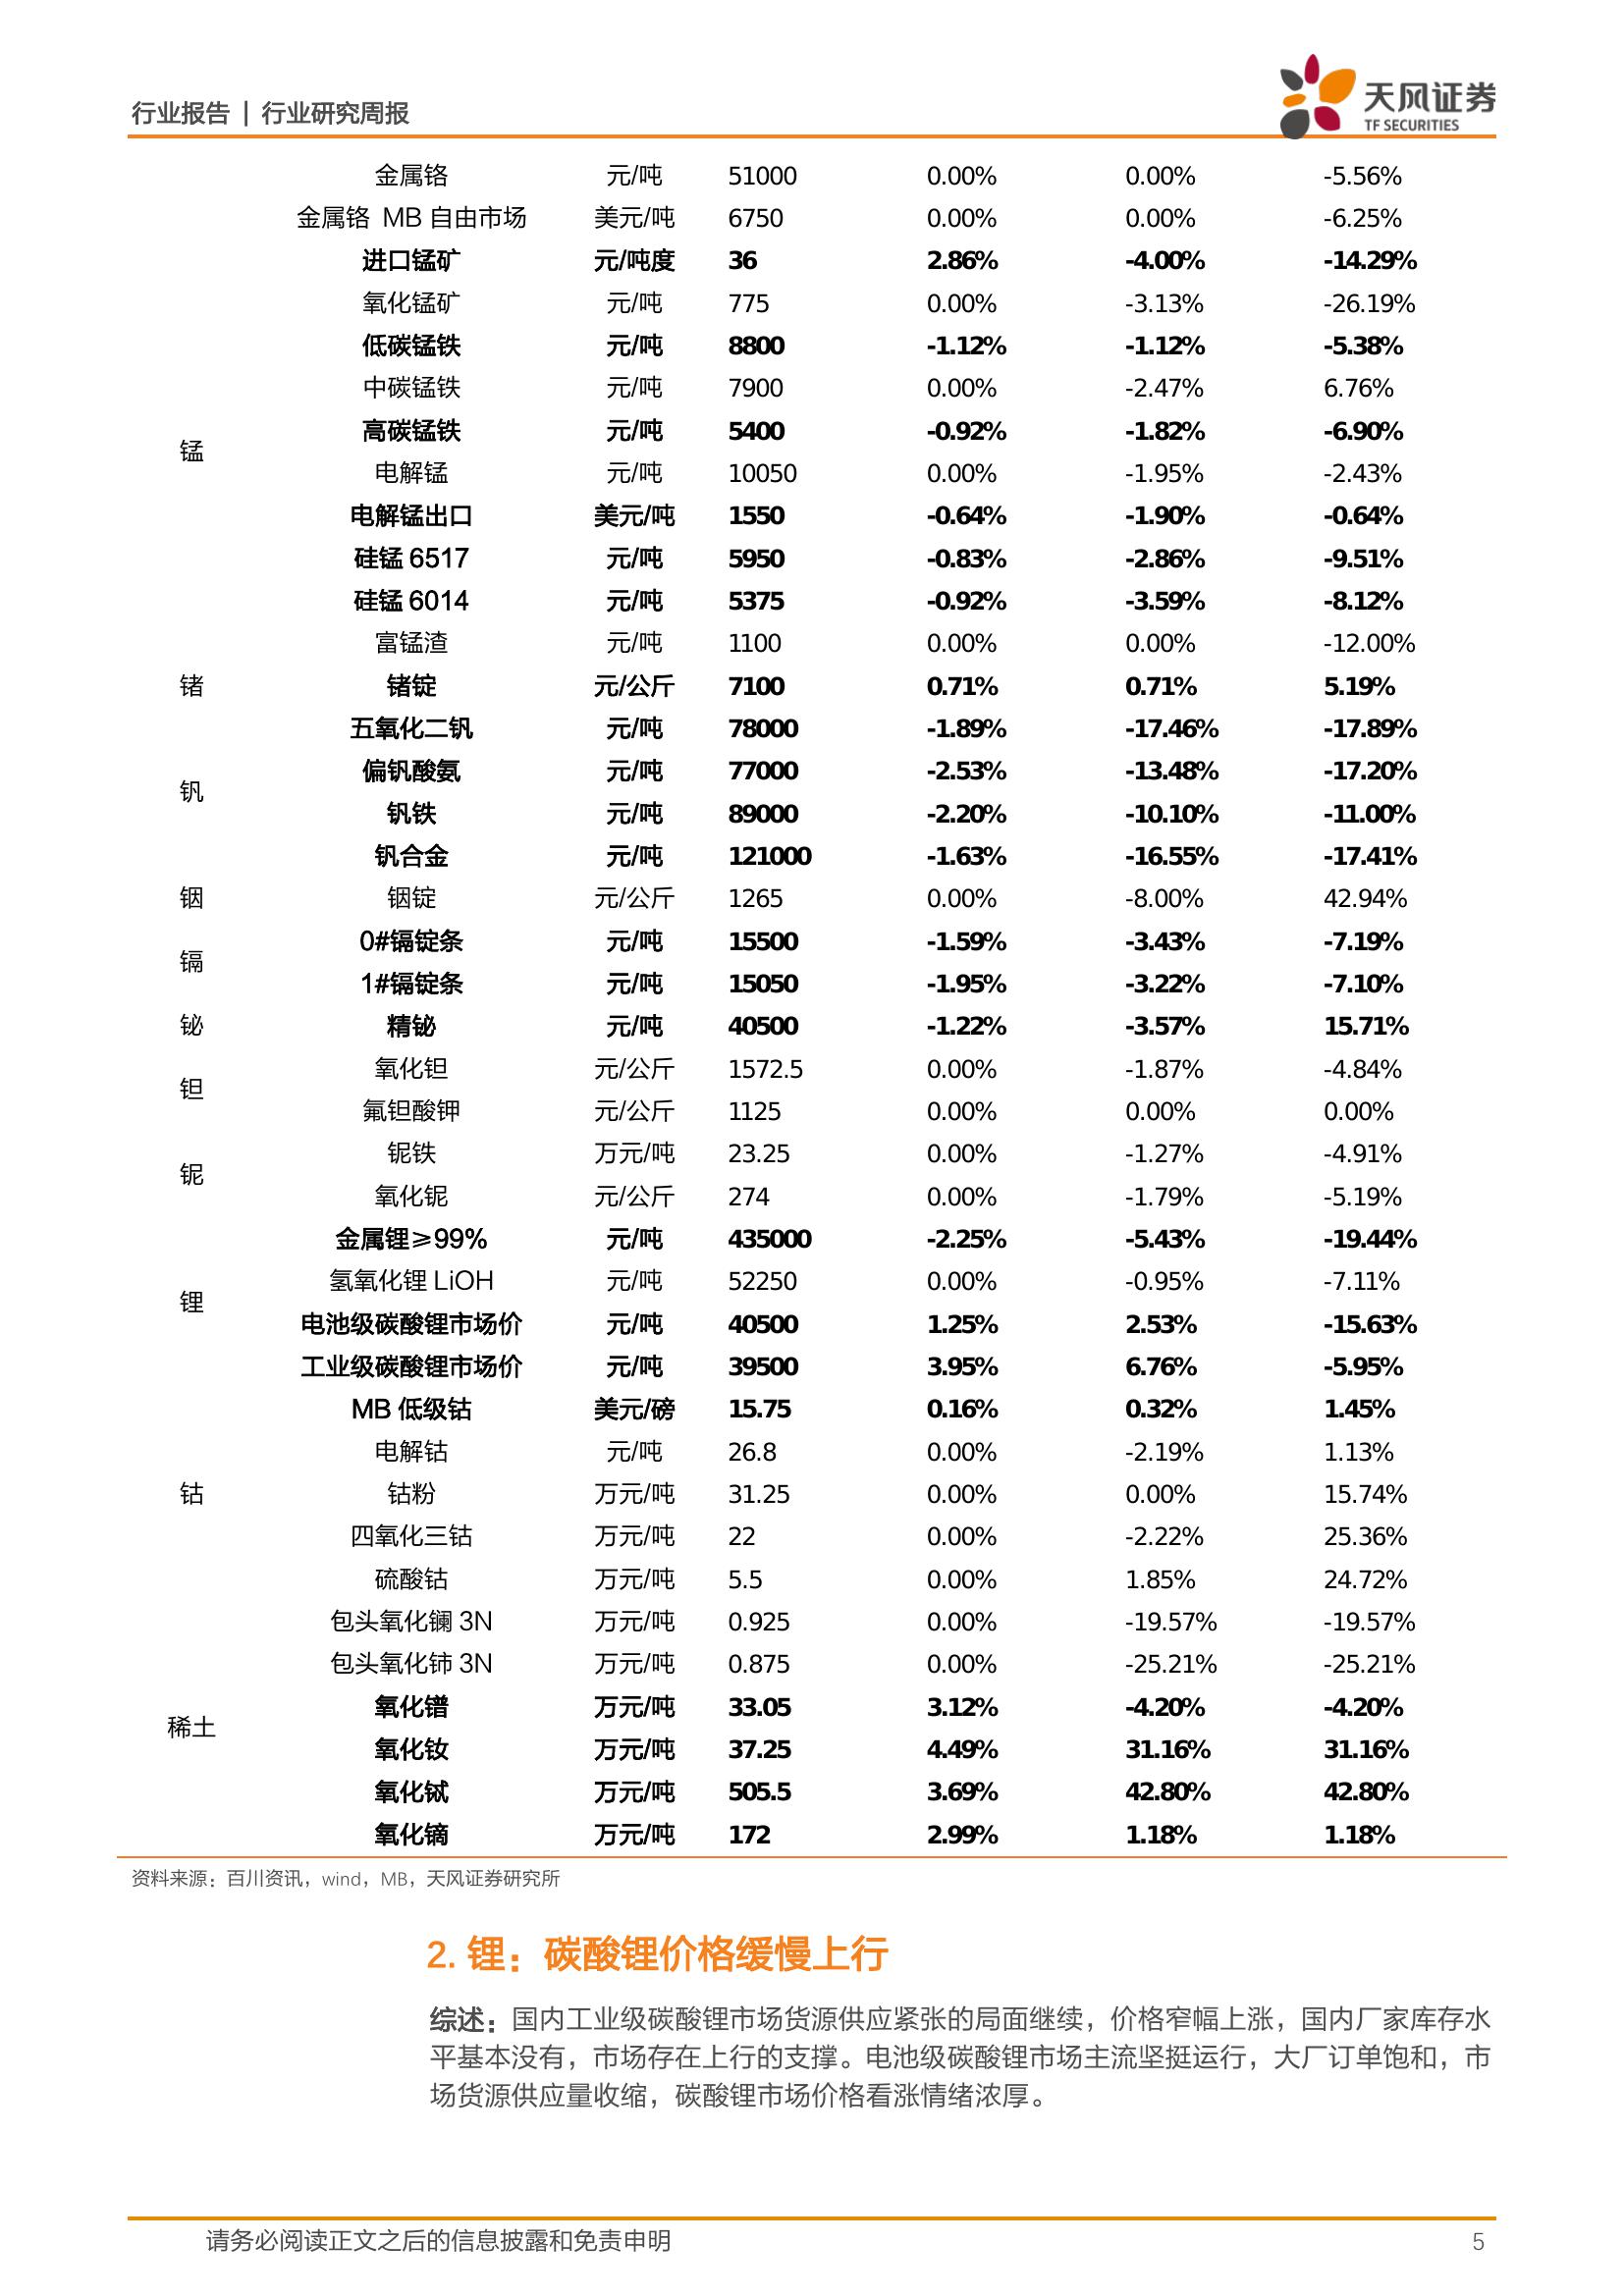 行业报告 | 行业研究周报
天风证券
TF SECURITIES
金属铬 元/吨 51000 0.00% 0.00% -5.56%
金属铬 MB 自由市场 美元/吨 6750 0.00% 0.00% -6.25%
进口锰矿 元/吨度 36 2.86% -4.00% -14.29%
氧化锰矿 元/吨 775 0.00% -3.13% -26.19%
低碳锰铁 元/吨 8800 -1.12% -1.12% -5.38%
中碳锰铁 元/吨 7900 0.00% -2.47% 6.76%
高碳锰铁 元/吨 5400 -0.92% -1.82% -6.90%
锰
电解锰 元/吨 10050 0.00% -1.95% -2.43%
电解锰出口 美元/吨 1550 -0.64% -1.90% -0.64%
硅锰 6517 元/吨 5950 -0.83% -2.86% -9.51%
硅锰 6014 元/吨 5375 -0.92% -3.59% -8.12%
富锰渣 元/吨 1100 0.00% 0.00% -12.00%
锗 锗锭 元/公斤 7100 0.71% 0.71% 5.19%
五氧化二钒 元/吨 78000 -1.89% -17.46% -17.89%
偏钒酸氨 元/吨 77000 -2.53% -13.48% -17.20%
钒
钒铁 元/吨 89000 -2.20% -10.10% -11.00%
钒合金 元/吨 121000 -1.63% -16.55% -17.41%
铟 铟锭 元/公斤 1265 0.00% -8.00% 42.94%
0#镉锭条 元/吨 15500 -1.59% -3.43% -7.19%
镉
1#镉锭条 元/吨 15050 -1.95% -3.22% -7.10%
铋 精铋 元/吨 40500 -1.22% -3.57% 15.71%
氧化钽 元/公斤 1572.5 0.00% -1.87% -4.84%
钽
氟钽酸钾 元/公斤 1125 0.00% 0.00% 0.00%
铌铁 万元/吨 23.25 0.00% -1.27% -4.91%
铌
氧化铌 元/公斤 274 0.00% -1.79% -5.19%
金属锂≥99% 元/吨 435000 -2.25% -5.43% -19.44%
氢氧化锂 LiOH 元/吨 52250 0.00% -0.95% -7.11%
锂
电池级碳酸锂市场价 元/吨 40500 1.25% 2.53% -15.63%
工业级碳酸锂市场价 元/吨 39500 3.95% 6.76% -5.95%
MB 低级钴 美元/磅 15.75 0.16% 0.32% 1.45%
电解钴 元/吨 26.8 0.00% -2.19% 1.13%
钴 钴粉 万元/吨 31.25 0.00% 0.00% 15.74%
四氧化三钴 万元/吨 22 0.00% -2.22% 25.36%
硫酸钴 万元/吨 5.5 0.00% 1.85% 24.72%
包头氧化镧 3N 万元/吨 0.925 0.00% -19.57% -19.57%
包头氧化铈 3N 万元/吨 0.875 0.00% -25.21% -25.21%
氧化镨 万元/吨 33.05 3.12% -4.20% -4.20%
稀土
氧化钕 万元/吨 37.25 4.49% 31.16% 31.16%
氧化铽 万元/吨 505.5 3.69% 42.80% 42.80%
氧化镝 万元/吨 172 2.99% 1.18% 1.18%
资料来源：百川资讯，wind，MB，天风证券研究所
2. 锂：碳酸锂价格缓慢上行
综述：国内工业级碳酸锂市场货源供应紧张的局面继续，价格窄幅上涨，国内厂家库存水
平基本没有，市场存在上行的支撑。电池级碳酸锂市场主流坚挺运行，大厂订单饱和，市
场货源供应量收缩，碳酸锂市场价格看涨情绪浓厚。
请务必阅读正文之后的信息披露和免责申明 5